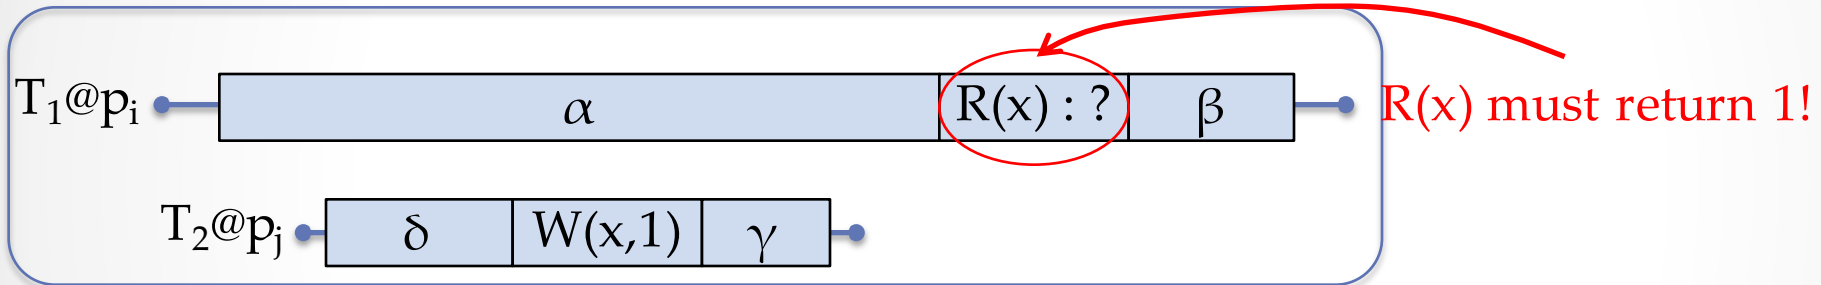 T₁@pᵢ α R(x) : ? β R(x) must return 1!
T₂@pⱼ δ W(x,1) γ